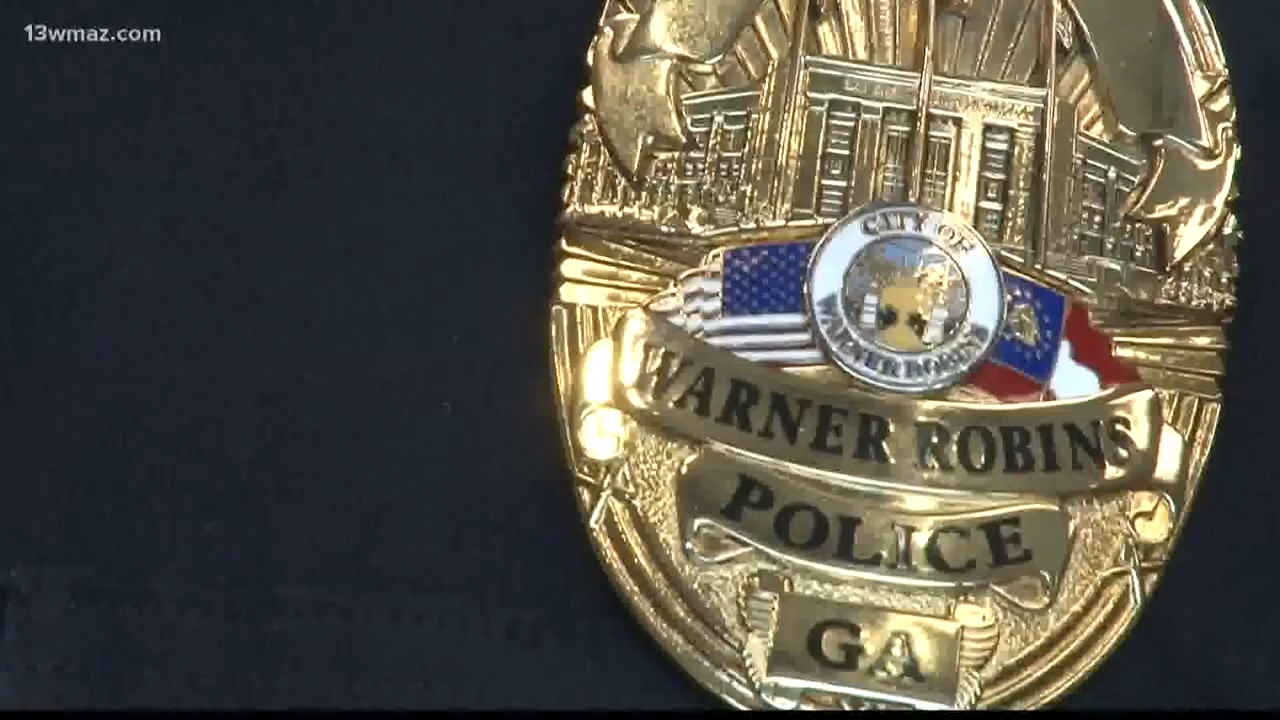 13wmaz.com
CITY OF
WARNER ROBINS
WARNER ROBINS
POLICE
GA